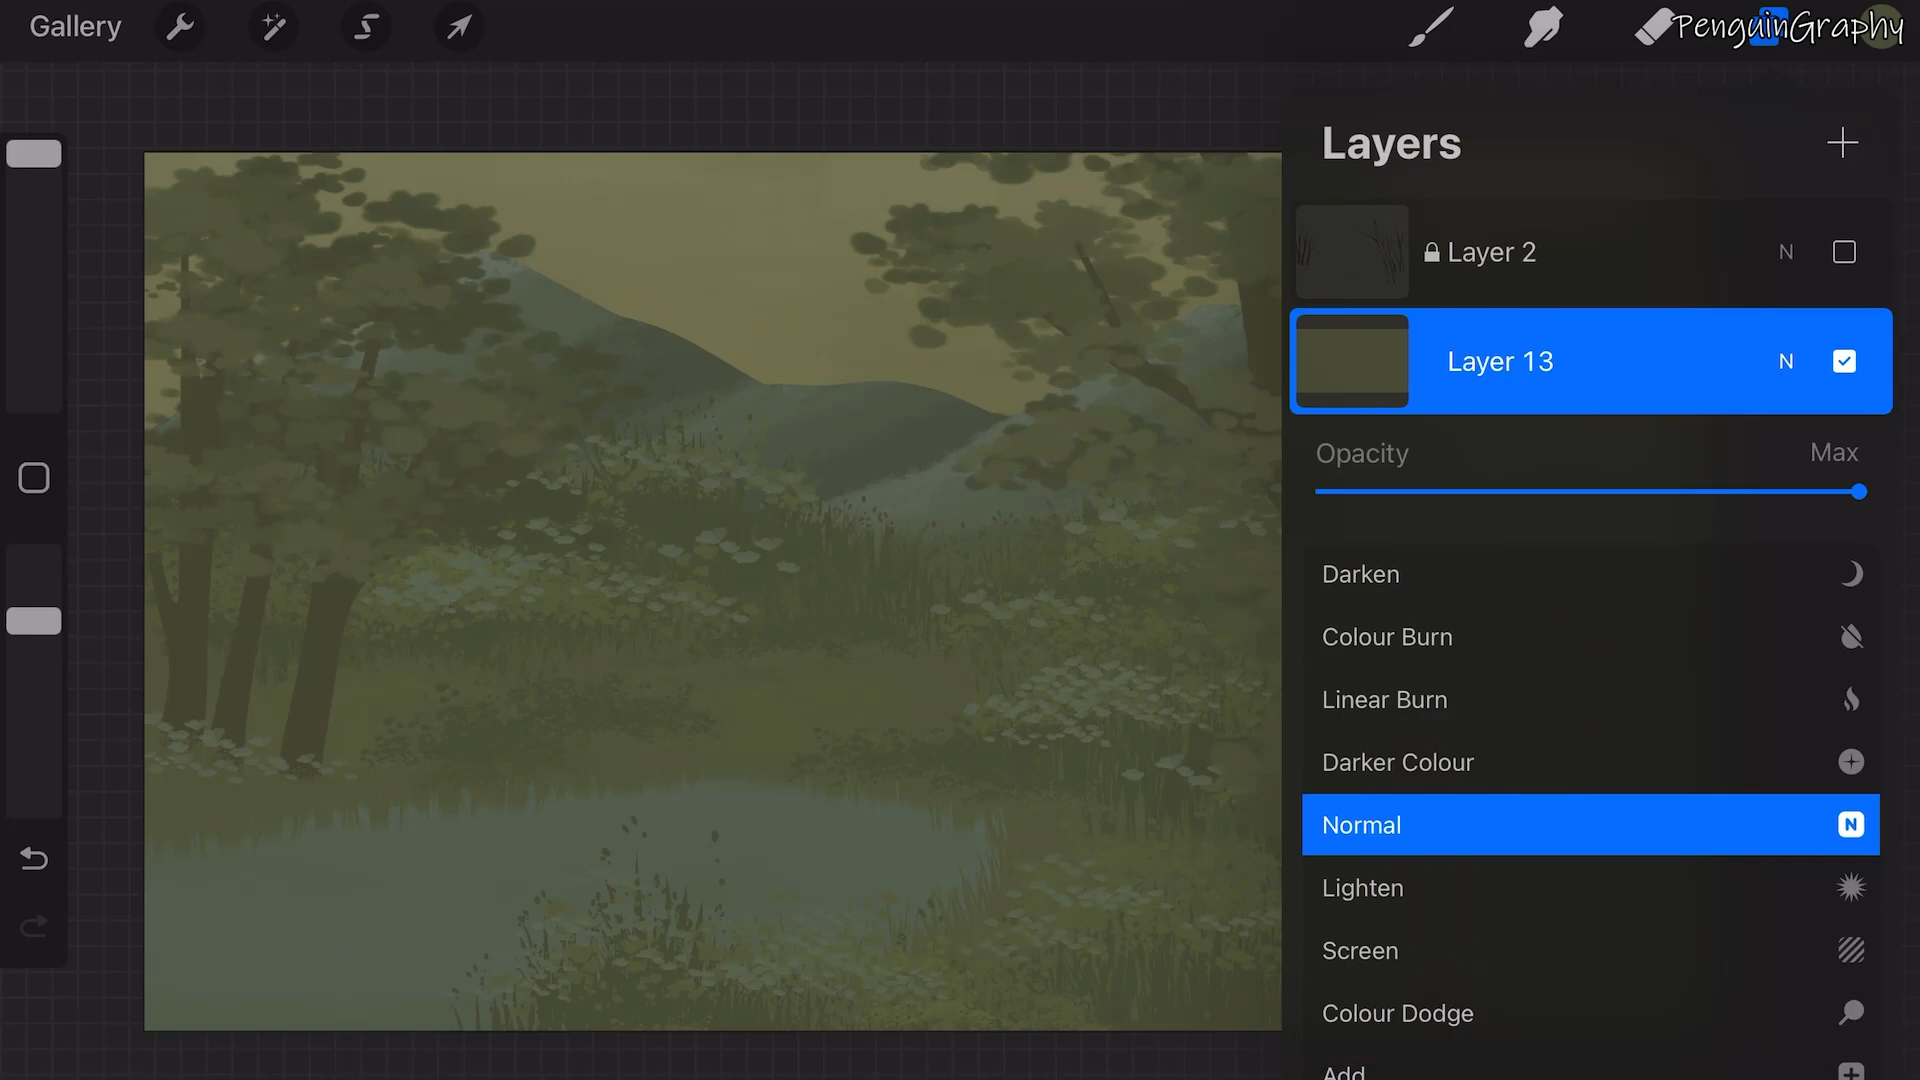 Gallery
PenguinGraphy
Layers
Layer 2
N
Layer 13
N
Opacity
Max
Darken
Colour Burn
Linear Burn
Darker Colour
Normal
N
Lighten
Screen
Colour Dodge
Add